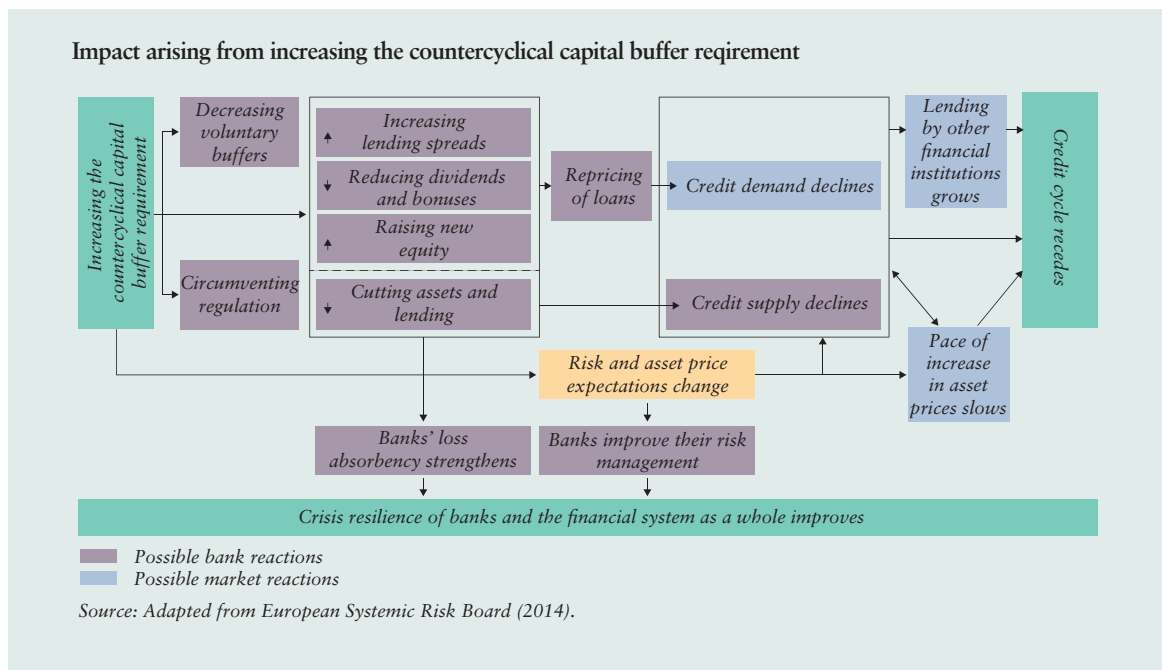 Impact arising from increasing the countercyclical capital buffer reqirement
Increasing the
countercyclical capital
buffer requirement
Decreasing
voluntary
buffers
Circumventing
regulation
Increasing
lending spreads
Reducing dividends
and bonuses
Raising new
equity
Cutting assets and
lending
Repricing
of loans
Credit demand declines
Credit supply declines
Lending
by other
financial
institutions
grows
Credit cycle recedes
Pace of
increase
in asset
prices slows
Risk and asset price
expectations change
Banks' loss
absorbency strengthens
Banks improve their risk
management
Crisis resilience of banks and the financial system as a whole improves
Possible bank reactions
Possible market reactions
Source: Adapted from European Systemic Risk Board (2014).